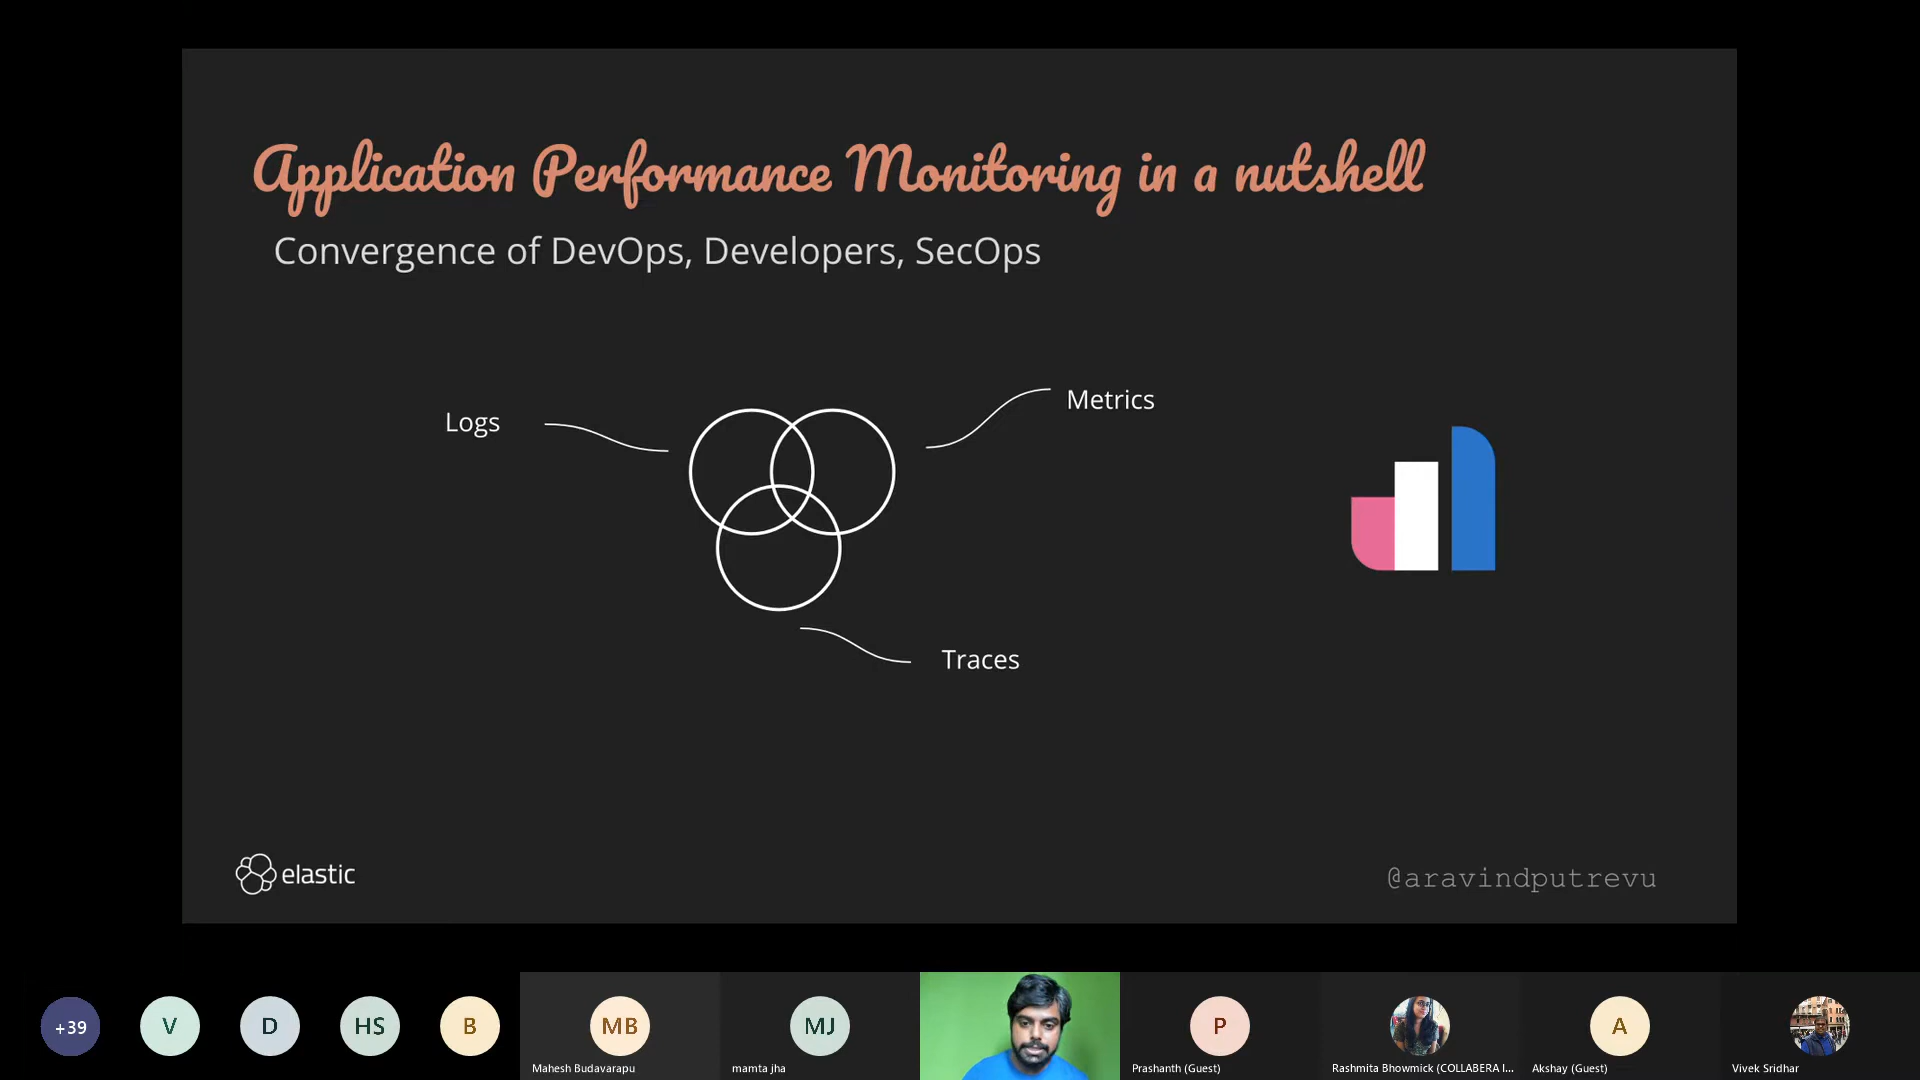 Application Performance Monitoring in a nutshell
Convergence of DevOps, Developers, SecOps
Logs
Metrics
Traces
elastic
@aravindputrevu
+39
V
D
HS
B
MB
MJ
P
A
Mahesh Budavarapu
mamta jha
Prashanth (Guest)
Rashmita Bhowmick (COLLABERA I...
Akshay (Guest)
Vivek Sridhar